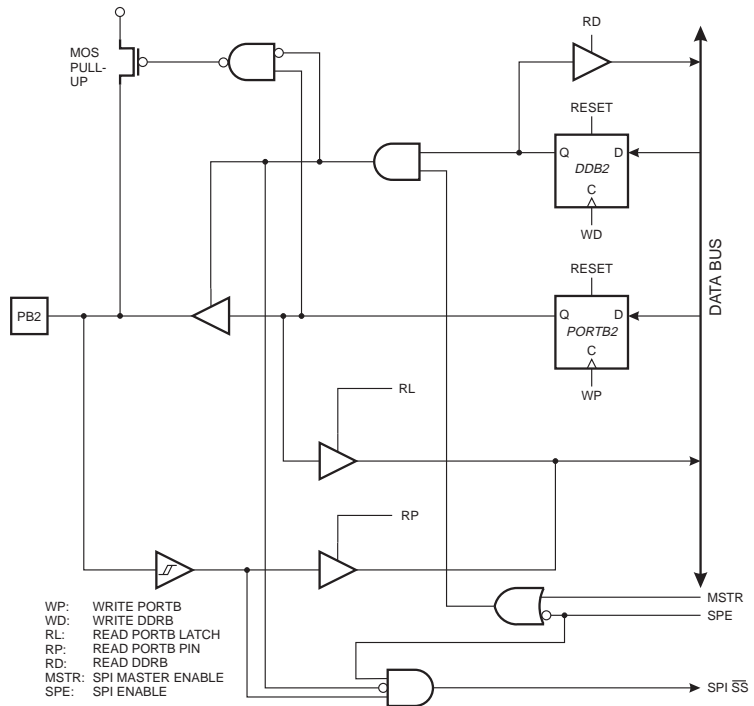 RD
MOS
PULL-
UP
RESET
Q D
DDB2
C
WD
RESET
DATA BUS
PB2
Q D
PORTB2
C
WP
RL
RP
WP: WRITE PORTB
WD: WRITE DDRB
RL: READ PORTB LATCH
RP: READ PORTB PIN
RD: READ DDRB
MSTR: SPI MASTER ENABLE
SPE: SPI ENABLE
MSTR
SPE
SPI S̅S̅